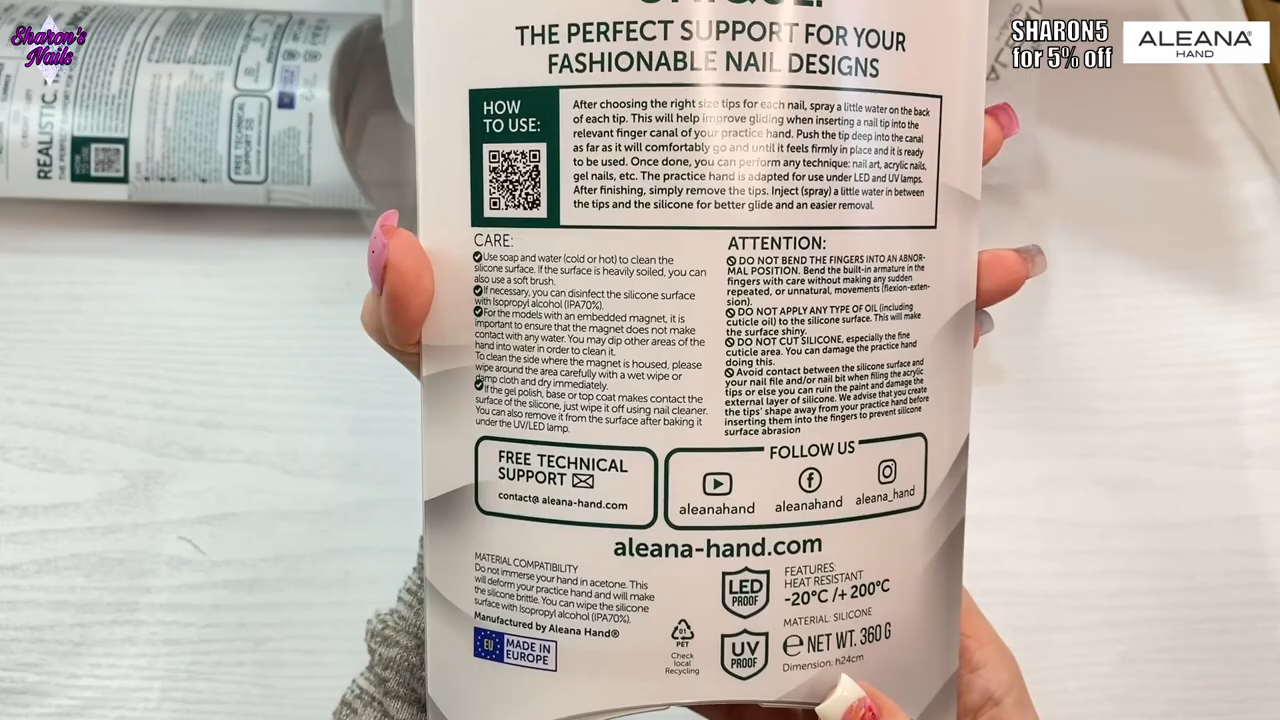 Sharon's
Nails
SHARON5
for 5% off
ALEANA®
HAND
THE PERFECT SUPPORT FOR YOUR
FASHIONABLE NAIL DESIGNS
HOW
TO USE:
After choosing the right size tips for each nail, spray a little water on the back
of each tip. This will help improve gliding when inserting a nail tip into the
relevant finger canal of your practice hand. Push the tip deep into the canal
as far as it will comfortably go and until it feels firmly in place and it is ready
to be used. Once done, you can perform any technique: nail art, acrylic nails,
gel nails, etc. The practice hand is adapted for use under LED and UV lamps.
After finishing, simply remove the tips. Inject (spray) a little water in between
the tips and the silicone for better glide and an easier removal.
CARE:
Use soap and water (cold or hot) to clean the
silicone surface. If the surface is heavily soiled, you can
also use a soft brush.
If necessary, you can disinfect the silicone surface
with Isopropyl alcohol (IPA70%).
For the models with an embedded magnet, it is
important to ensure that the magnet does not make
contact with any water. You may dip other areas of the
hand into water in order to clean it.
To clean the side where the magnet is housed, please
wipe around the area carefully with a wet wipe or
damp cloth and dry immediately.
If the gel polish, base or top coat makes contact the
surface of the silicone, just wipe it off using nail cleaner.
You can also remove it from the surface after baking it
under the UV/LED lamp.
ATTENTION:
DO NOT BEND THE FINGERS INTO AN ABNOR-
MAL POSITION. Bend the built-in armature in the
fingers with care without making any sudden
repeated, or unnatural, movements (flexion-exten-
sion).
DO NOT APPLY ANY TYPE OF OIL (including
cuticle oil) to the silicone surface. This will make
the surface shiny.
DO NOT CUT SILICONE, especially the fine
cuticle area. You can damage the practice hand
doing this.
Avoid contact between the silicone surface and
your nail file and/or nail bit when filing the acrylic
tips or else you can ruin the paint and damage the
external layer of silicone. We advise that you create
the tips' shape away from your practice hand before
inserting them into the fingers to prevent silicone
surface abrasion
FREE TECHNICAL
SUPPORT
contact@ aleana-hand.com
FOLLOW US
aleanahand
aleanahand
aleana_hand
aleana-hand.com
MATERIAL COMPATIBILITY
Do not immerse your hand in acetone. This
will deform your practice hand and will make
the silicone brittle. You can wipe the silicone
surface with Isopropyl alcohol (IPA70%).
Manufactured by Aleana Hand®
EU
MADE IN
EUROPE
01
PET
Check
local
Recycling
LED
PROOF
UV
PROOF
FEATURES:
HEAT RESISTANT
-20°C /+ 200°C
MATERIAL: SILICONE
℮ NET WT. 360 G
Dimension: h24cm
REALISTIC
FREE TECHNICAL